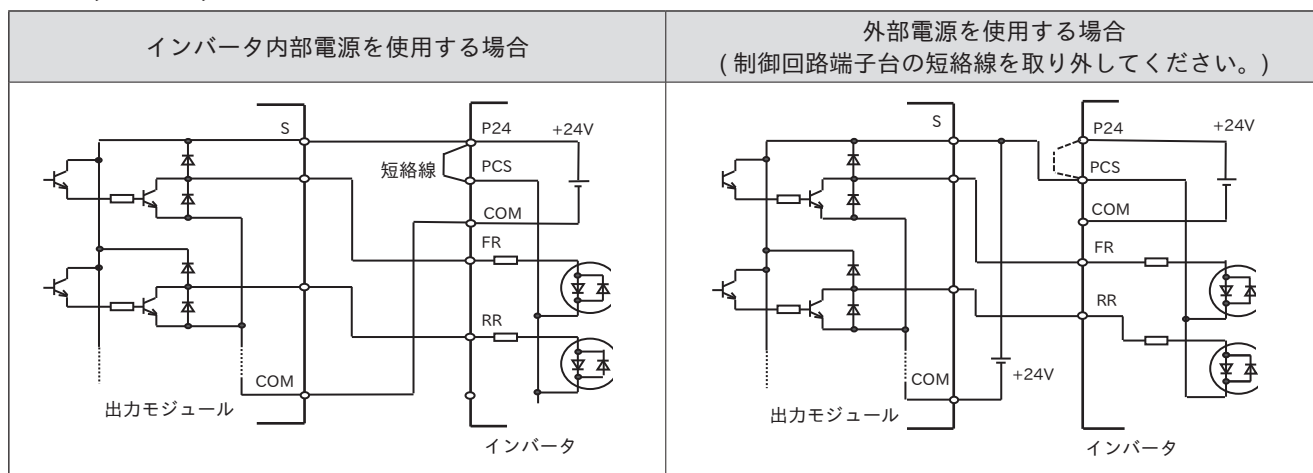 インバータ内部電源を使用する場合
外部電源を使用する場合
( 制御回路端子台の短絡線を取り外してください。)
S
P24
+24V
短絡線
PCS
COM
FR
RR
COM
出力モジュール
インバータ
S
P24
+24V
PCS
COM
FR
RR
COM
+24V
出力モジュール
インバータ